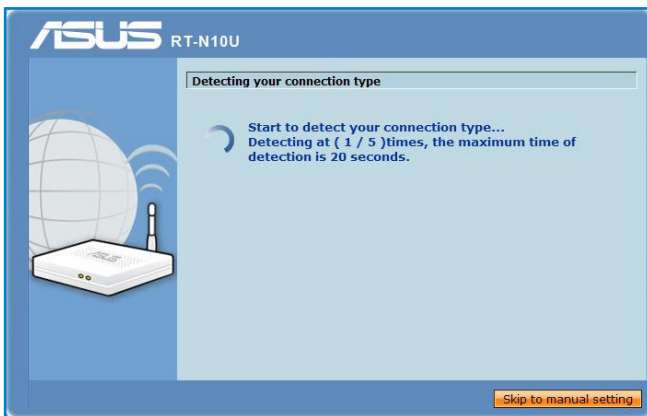 ASUS RT-N10U
Detecting your connection type
Start to detect your connection type...
Detecting at ( 1 / 5 )times, the maximum time of
detection is 20 seconds.
ASUS
Skip to manual setting